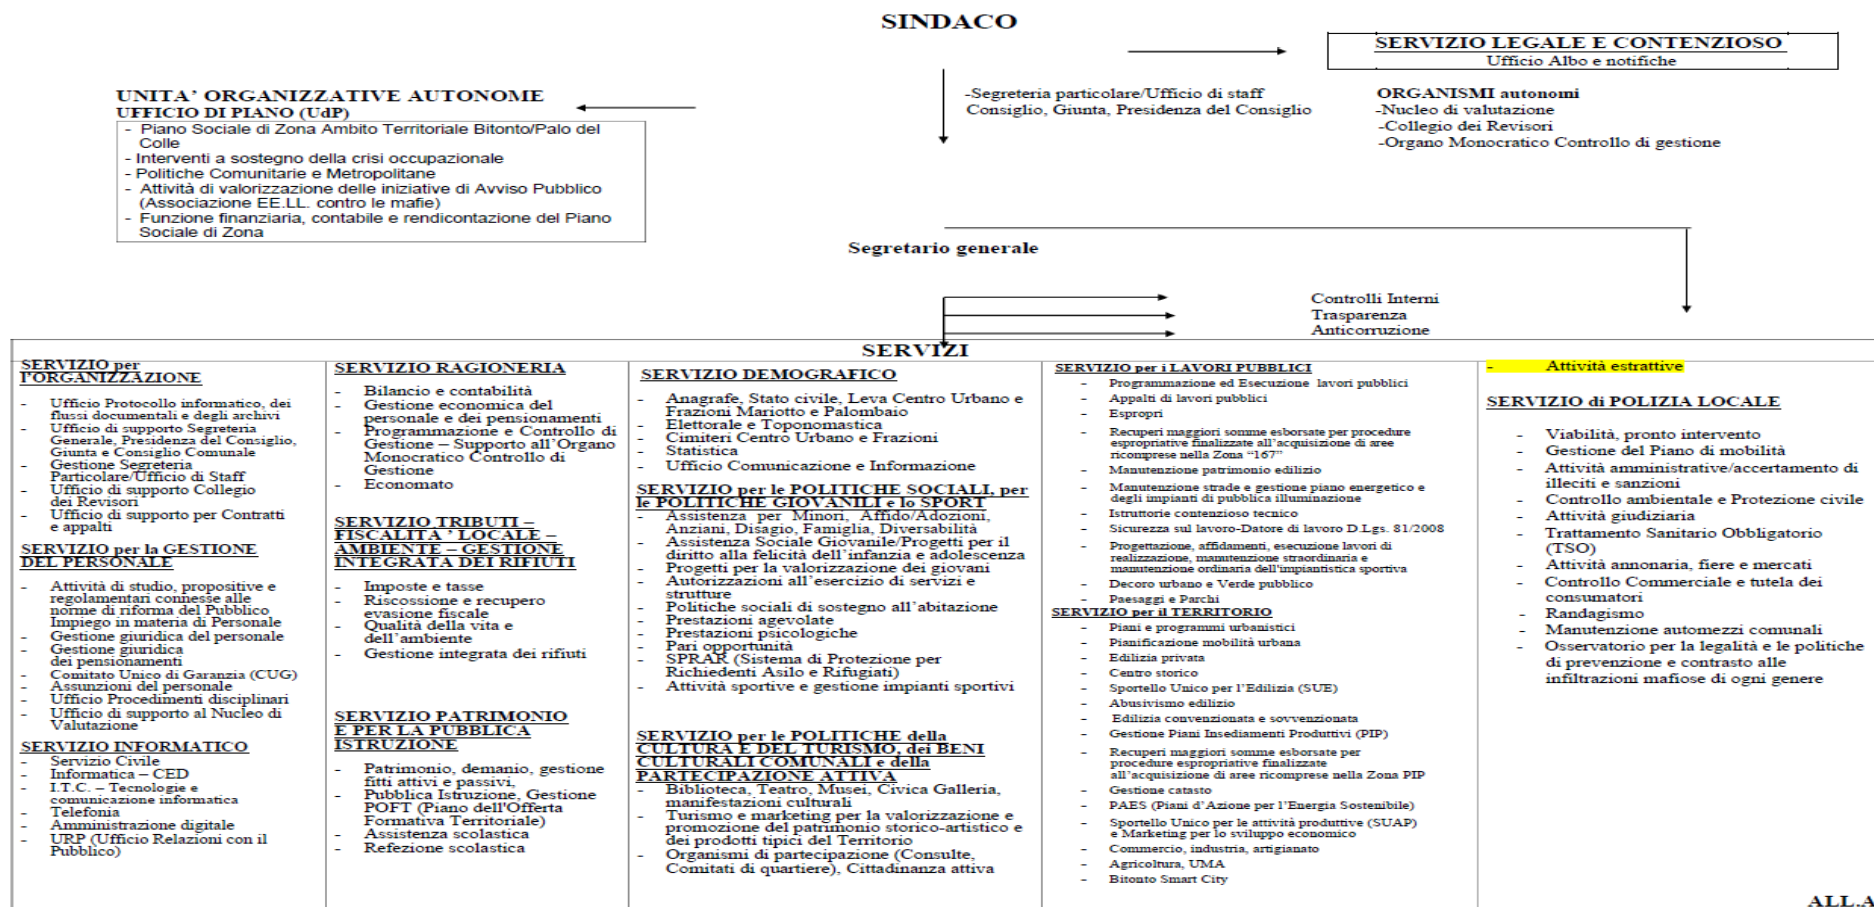 SINDACO
SERVIZIO LEGALE E CONTENZIOSO
Ufficio Albo e notifiche
UNITA' ORGANIZZATIVE AUTONOME
UFFICIO DI PIANO (UdP)
- Piano Sociale di Zona Ambito Territoriale Bitonto/Palo del
Colle
- Interventi a sostegno della crisi occupazionale
- Politiche Comunitarie e Metropolitane
- Attività di valorizzazione delle iniziative di Avviso Pubblico
(Associazione EE.LL. contro le mafie)
- Funzione finanziaria, contabile e rendicontazione del Piano
Sociale di Zona
-Segreteria particolare/Ufficio di staff
Consiglio, Giunta, Presidenza del Consiglio
ORGANISMI autonomi
-Nucleo di valutazione
-Collegio dei Revisori
-Organo Monocratico Controllo di gestione
Segretario generale
Controlli Interni
Trasparenza
Anticorruzione
SERVIZI
SERVIZIO per
l'ORGANIZZAZIONE
- Ufficio Protocollo informatico, dei
flussi documentali e degli archivi
- Ufficio di supporto Segreteria
Generale, Presidenza del Consiglio,
Giunta e Consiglio Comunale
- Gestione Segreteria
Particolare/Ufficio di Staff
- Ufficio di supporto Collegio
dei Revisori
- Ufficio di supporto per Contratti
e appalti
SERVIZIO per la GESTIONE
DEL PERSONALE
- Attività di studio, propositive e
regolamentari connesse alle
norme di riforma del Pubblico
Impiego in materia di Personale
- Gestione giuridica del personale
- Gestione giuridica
dei pensionamenti
- Comitato Unico di Garanzia (CUG)
- Assunzioni del personale
- Ufficio Procedimenti disciplinari
- Ufficio di supporto al Nucleo di
Valutazione
SERVIZIO INFORMATICO
- Servizio Civile
- Informatica – CED
- I.T.C. – Tecnologie e
comunicazione informatica
- Telefonia
- Amministrazione digitale
- URP (Ufficio Relazioni con il
Pubblico)
SERVIZIO RAGIONERIA
- Bilancio e contabilità
- Gestione economica del
personale e dei pensionamenti
- Programmazione e Controllo di
Gestione – Supporto all'Organo
Monocratico Controllo di
Gestione
- Economato
SERVIZIO TRIBUTI –
FISCALITA ' LOCALE –
AMBIENTE – GESTIONE
INTEGRATA DEI RIFIUTI
- Imposte e tasse
- Riscossione e recupero
evasione fiscale
- Qualità della vita e
dell'ambiente
- Gestione integrata dei rifiuti
SERVIZIO PATRIMONIO
E PER LA PUBBLICA
ISTRUZIONE
- Patrimonio, demanio, gestione
fitti attivi e passivi,
- Pubblica Istruzione, Gestione
POFT (Piano dell'Offerta
Formativa Territoriale)
- Assistenza scolastica
- Refezione scolastica
SERVIZIO DEMOGRAFICO
- Anagrafe, Stato civile, Leva Centro Urbano e
Frazioni Mariotto e Palombaio
- Elettorale e Toponomastica
- Cimiteri Centro Urbano e Frazioni
- Statistica
- Ufficio Comunicazione e Informazione
SERVIZIO per le POLITICHE SOCIALI, per
le POLITICHE GIOVANILI e lo SPORT
- Assistenza per Minori, Affido/Adozioni,
Anziani, Disagio, Famiglia, Diversabilità
- Assistenza Sociale Giovanile/Progetti per il
diritto alla felicità dell'infanzia e adolescenza
- Progetti per la valorizzazione dei giovani
- Autorizzazioni all'esercizio di servizi e
strutture
- Politiche sociali di sostegno all'abitazione
- Prestazioni agevolate
- Prestazioni psicologiche
- Pari opportunità
- SPRAR (Sistema di Protezione per
Richiedenti Asilo e Rifugiati)
- Attività sportive e gestione impianti sportivi
SERVIZIO per le POLITICHE della
CULTURA E DEL TURISMO, dei BENI
CULTURALI COMUNALI e della
PARTECIPAZIONE ATTIVA
- Biblioteca, Teatro, Musei, Civica Galleria,
manifestazioni culturali
- Turismo e marketing per la valorizzazione e
promozione del patrimonio storico-artistico e
dei prodotti tipici del Territorio
- Organismi di partecipazione (Consulte,
Comitati di quartiere), Cittadinanza attiva
SERVIZIO per i LAVORI PUBBLICI
- Programmazione ed Esecuzione lavori pubblici
- Appalti di lavori pubblici
- Espropri
- Recuperi maggiori somme esborsate per procedure
espropriative finalizzate all'acquisizione di aree
ricomprese nella Zona "167"
- Manutenzione patrimonio edilizio
- Manutenzione strade e gestione piano energetico e
degli impianti di pubblica illuminazione
- Istruttorie contenzioso tecnico
- Sicurezza sul lavoro-Datore di lavoro D.Lgs. 81/2008
- Progettazione, affidamenti, esecuzione lavori di
realizzazione, manutenzione straordinaria e
manutenzione ordinaria dell'impiantistica sportiva
- Decoro urbano e Verde pubblico
- Paesaggi e Parchi
SERVIZIO per il TERRITORIO
- Piani e programmi urbanistici
- Pianificazione mobilità urbana
- Edilizia privata
- Centro storico
- Sportello Unico per l'Edilizia (SUE)
- Abusivismo edilizio
- Edilizia convenzionata e sovvenzionata
- Gestione Piani Insediamenti Produttivi (PIP)
- Recuperi maggiori somme esborsate per
procedure espropriative finalizzate
all'acquisizione di aree ricomprese nella Zona PIP
- Gestione catasto
- PAES (Piani d'Azione per l'Energia Sostenibile)
- Sportello Unico per le attività produttive (SUAP)
e Marketing per lo sviluppo economico
- Commercio, industria, artigianato
- Agricoltura, UMA
- Bitonto Smart City
- Attività estrattive
SERVIZIO di POLIZIA LOCALE
- Viabilità, pronto intervento
- Gestione del Piano di mobilità
- Attività amministrative/accertamento di
illeciti e sanzioni
- Controllo ambientale e Protezione civile
- Attività giudiziaria
- Trattamento Sanitario Obbligatorio
(TSO)
- Attività annonaria, fiere e mercati
- Controllo Commerciale e tutela dei
consumatori
- Randagismo
- Manutenzione automezzi comunali
- Osservatorio per la legalità e le politiche
di prevenzione e contrasto alle
infiltrazioni mafiose di ogni genere
ALL.A